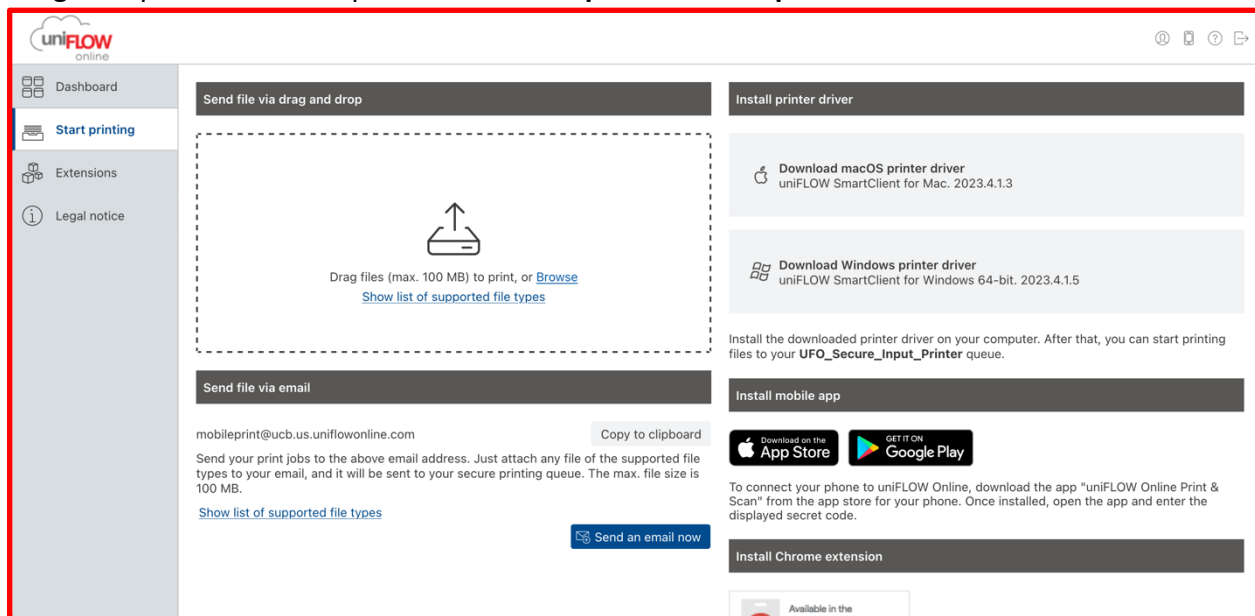 uniFLOW
online
Dashboard
Start printing
Extensions
Legal notice
Send file via drag and drop
Drag files (max. 100 MB) to print, or Browse
Show list of supported file types
Send file via email
mobileprint@ucb.us.uniflowonline.com
Copy to clipboard
Send your print jobs to the above email address. Just attach any file of the supported file
types to your email, and it will be sent to your secure printing queue. The max. file size is
100 MB.
Show list of supported file types
Send an email now
Install printer driver
Download macOS printer driver
uniFLOW SmartClient for Mac. 2023.4.1.3
Download Windows printer driver
uniFLOW SmartClient for Windows 64-bit. 2023.4.1.5
Install the downloaded printer driver on your computer. After that, you can start printing
files to your UFO_Secure_Input_Printer queue.
Install mobile app
Download on the
App Store
GET IT ON
Google Play
To connect your phone to uniFLOW Online, download the app "uniFLOW Online Print &
Scan" from the app store for your phone. Once installed, open the app and enter the
displayed secret code.
Install Chrome extension
Available in the